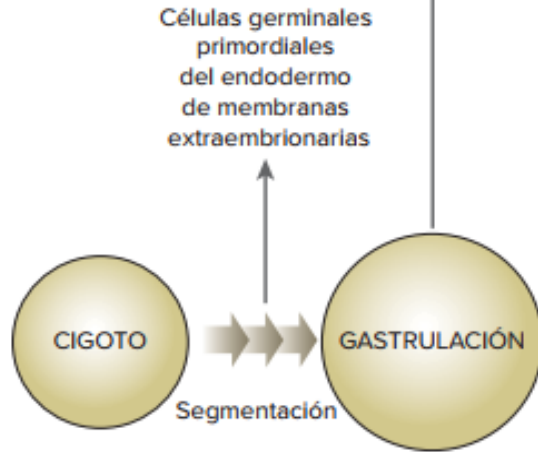 Células germinales
primordiales
del endodermo
de membranas
extraembrionarias
CIGOTO
GASTRULACIÓN
Segmentación